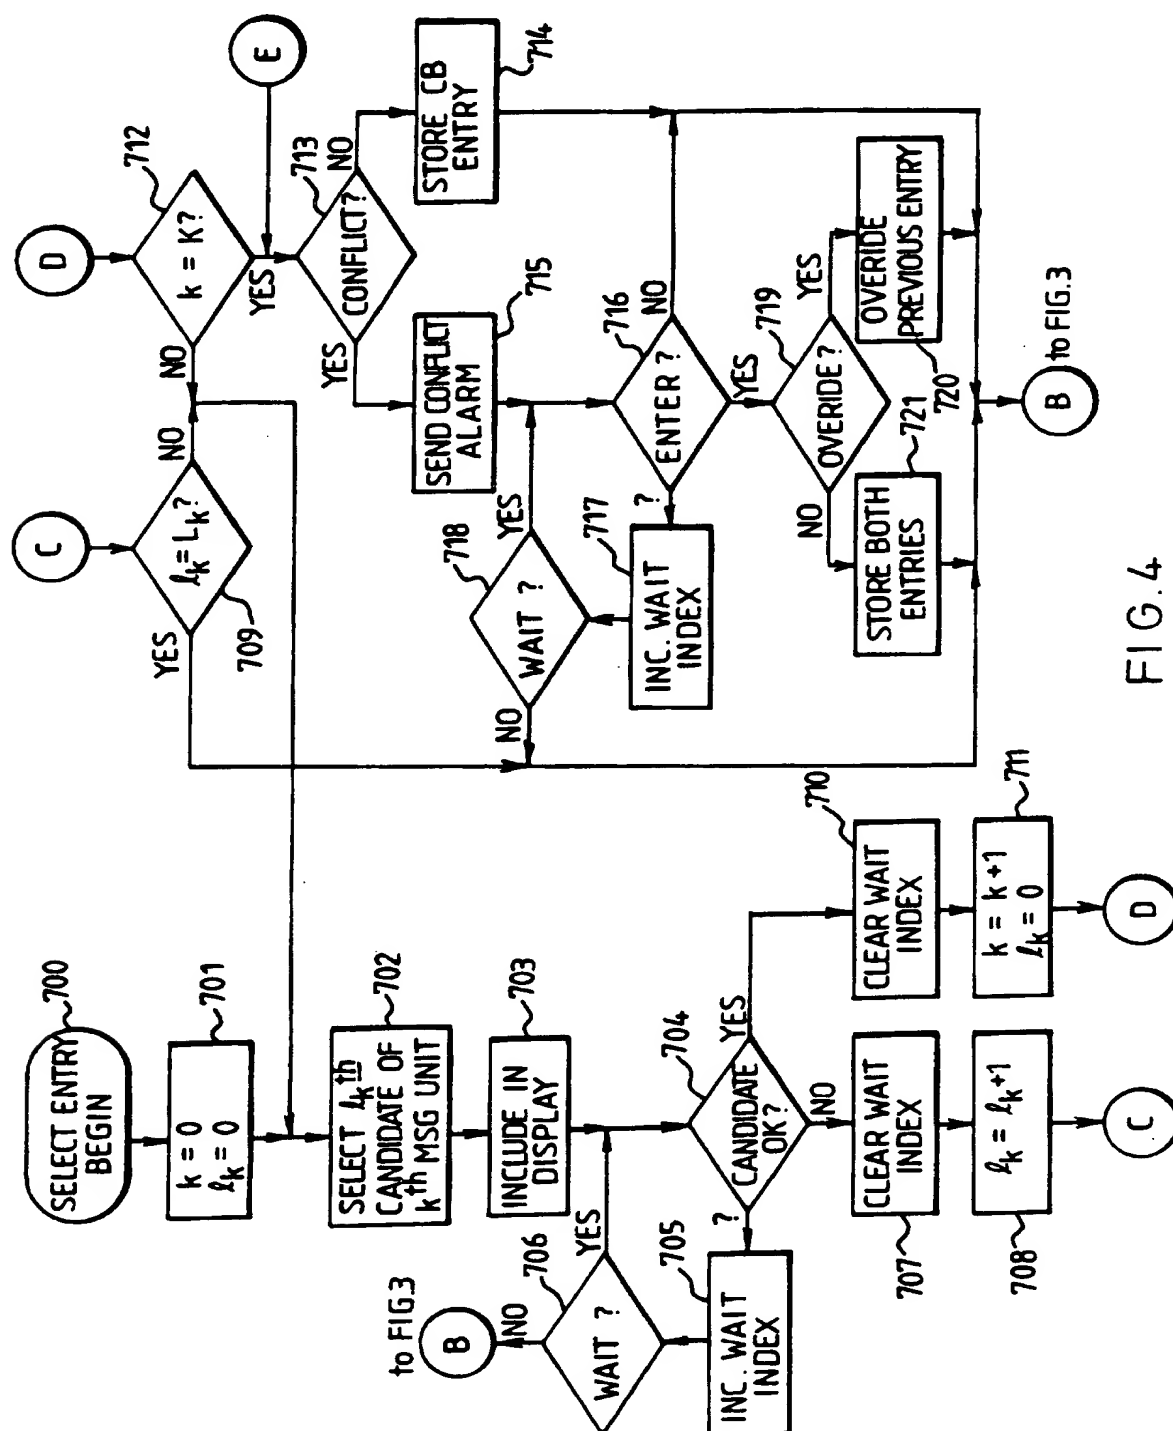 SELECT ENTRY
BEGIN
700
k = 0
ℓk = 0
701
SELECT ℓk th
CANDIDATE OF
kth MSG UNIT
702
INCLUDE IN
DISPLAY
703
CANDIDATE
OK?
704
YES
NO
?
INC. WAIT
INDEX
705
WAIT ?
706
YES
NO
B
to FIG.3
CLEAR WAIT
INDEX
707
ℓk = ℓk+1
708
C
CLEAR WAIT
INDEX
710
k = k+1
ℓk = 0
711
D
C
ℓk = Lk?
709
YES
NO
D
k = K?
712
NO
YES
E
CONFLICT?
713
YES
NO
STORE CB
ENTRY
714
SEND CONFLICT
ALARM
715
ENTER ?
716
NO
YES
?
INC. WAIT
INDEX
717
WAIT ?
718
YES
NO
OVERIDE?
719
YES
NO
OVERIDE
PREVIOUS ENTRY
720
STORE BOTH
ENTRIES
721
B
to FIG.3
FIG.4